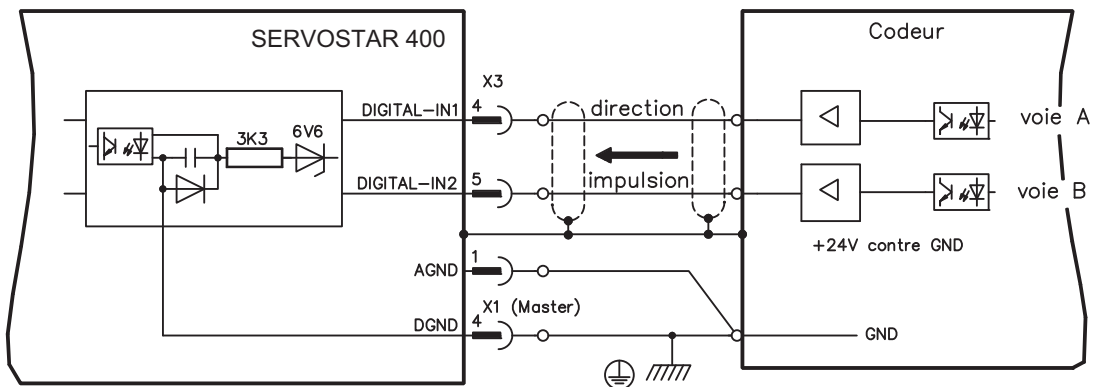 SERVOSTAR 400
Codeur
X3
DIGITAL-IN1
4
direction
voie A
3K3
6V6
DIGITAL-IN2
5
impulsion
voie B
+24V contre GND
AGND
1
X1 (Master)
DGND
4
GND